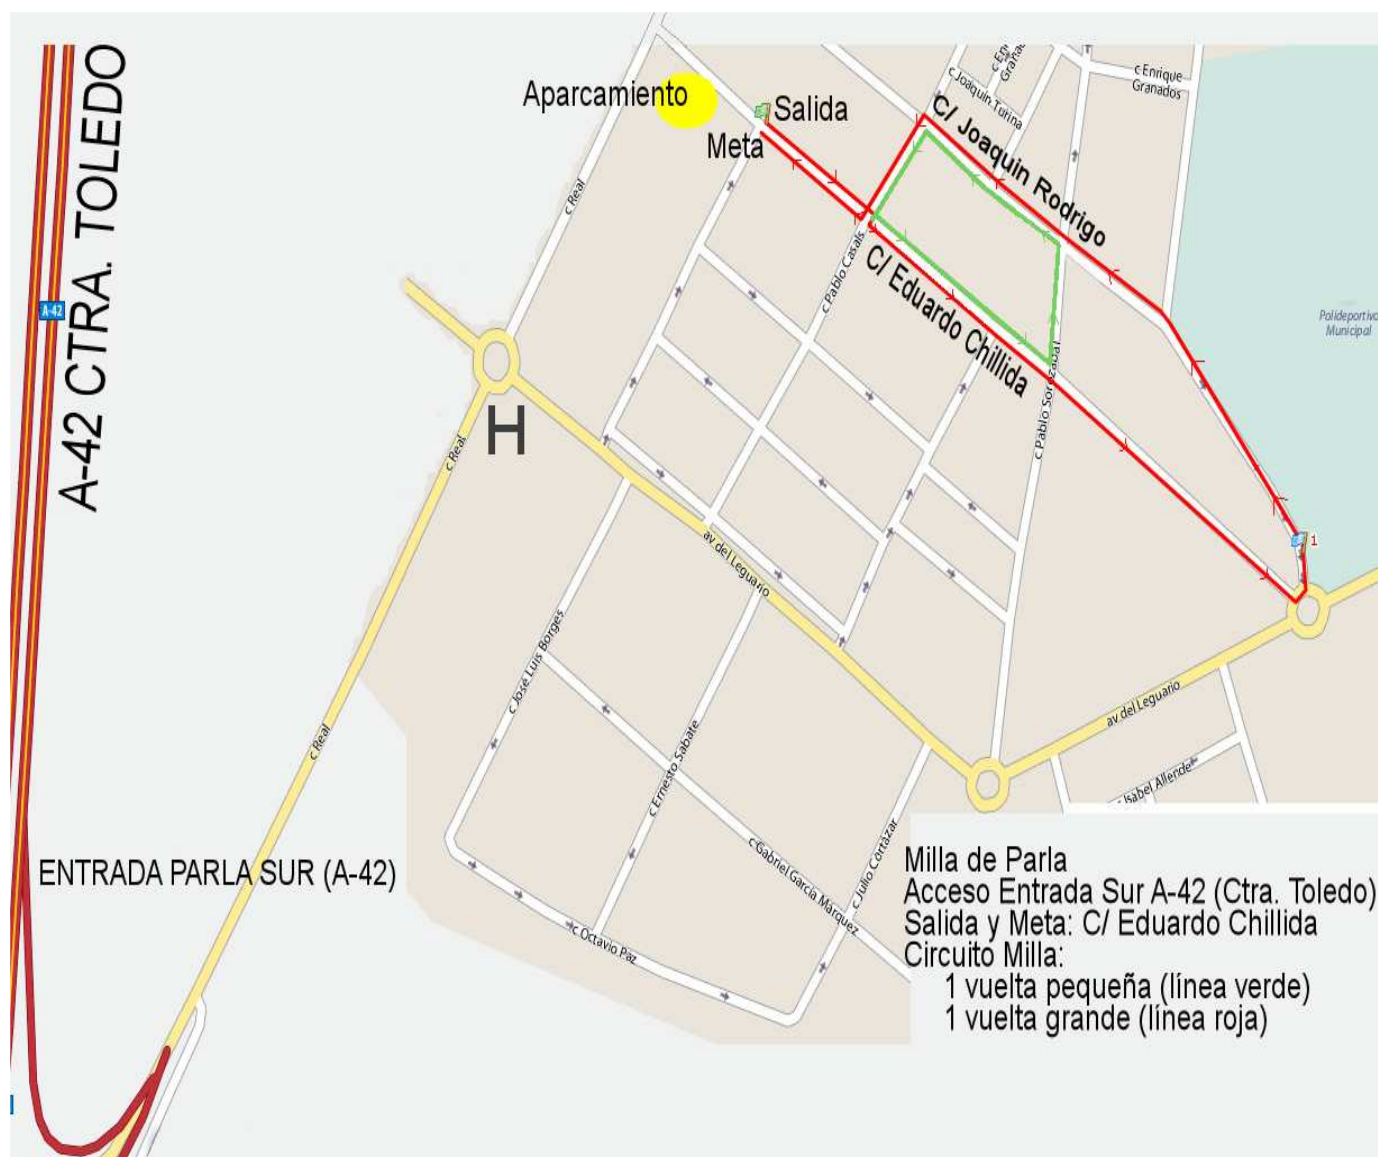 A-42 CTRA. TOLEDO
A-42
Aparcamiento
Salida
Meta
C/ Joaquin Rodrigo
C/ Eduardo Chillida
c Joaquín Turina
c Enrique
Granados
c Real
c Pablo Casals
c Pablo Sorozabal
Polideportivo
Municipal
1
H
c Real
av del Leguario
c José Luis Borges
c Real
c Ernesto Sabate
av del Leguario
c Isabel Allende
c Gabriel García Márquez
c Julio Cortázar
c Octavio Paz
ENTRADA PARLA SUR (A-42)
Milla de Parla
Acceso Entrada Sur A-42 (Ctra. Toledo)
Salida y Meta: C/ Eduardo Chillida
Circuito Milla:
1 vuelta pequeña (línea verde)
1 vuelta grande (línea roja)